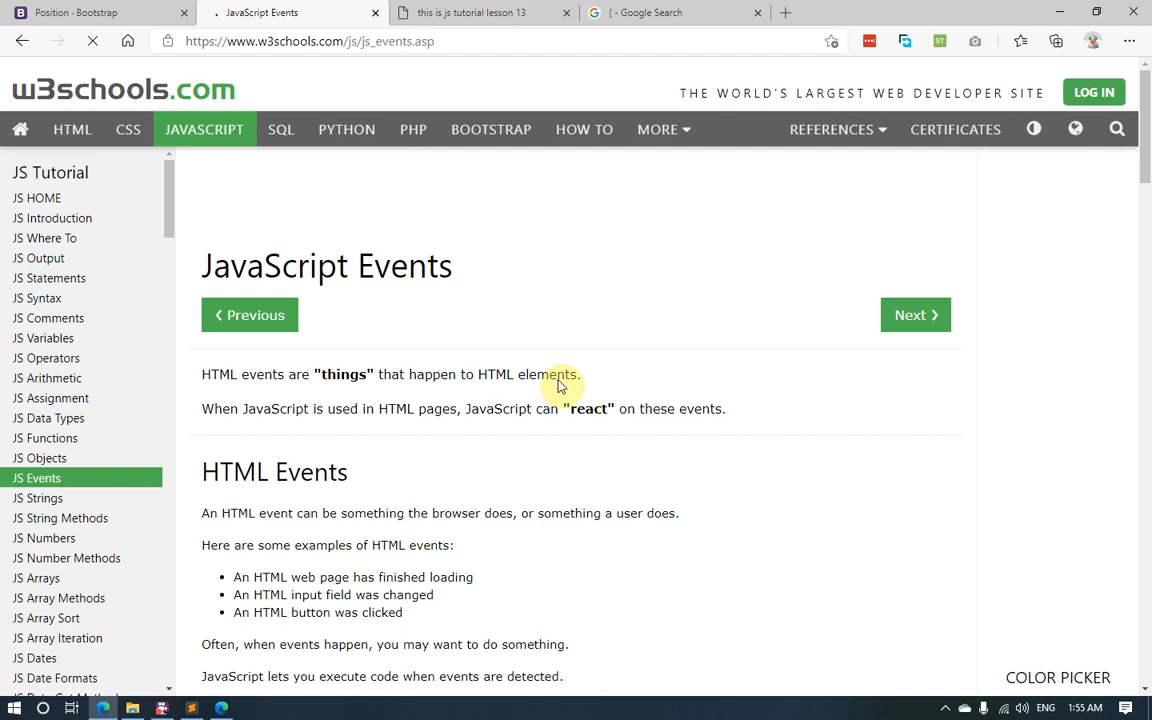 Position · Bootstrap
JavaScript Events
this is js tutorial lesson 13
( - Google Search
https://www.w3schools.com/js/js_events.asp
w3schools.com
THE WORLD'S LARGEST WEB DEVELOPER SITE
LOG IN
HTML CSS JAVASCRIPT SQL PYTHON PHP BOOTSTRAP HOW TO MORE REFERENCES CERTIFICATES
JS Tutorial
JS HOME
JS Introduction
JS Where To
JS Output
JS Statements
JS Syntax
JS Comments
JS Variables
JS Operators
JS Arithmetic
JS Assignment
JS Data Types
JS Functions
JS Objects
JS Events
JS Strings
JS String Methods
JS Numbers
JS Number Methods
JS Arrays
JS Array Methods
JS Array Sort
JS Array Iteration
JS Dates
JS Date Formats
JavaScript Events
❮ Previous
Next ❯
HTML events are "things" that happen to HTML elements.
When JavaScript is used in HTML pages, JavaScript can "react" on these events.
HTML Events
An HTML event can be something the browser does, or something a user does.
Here are some examples of HTML events:
• An HTML web page has finished loading
• An HTML input field was changed
• An HTML button was clicked
Often, when events happen, you may want to do something.
JavaScript lets you execute code when events are detected.
COLOR PICKER
ENG 1:55 AM